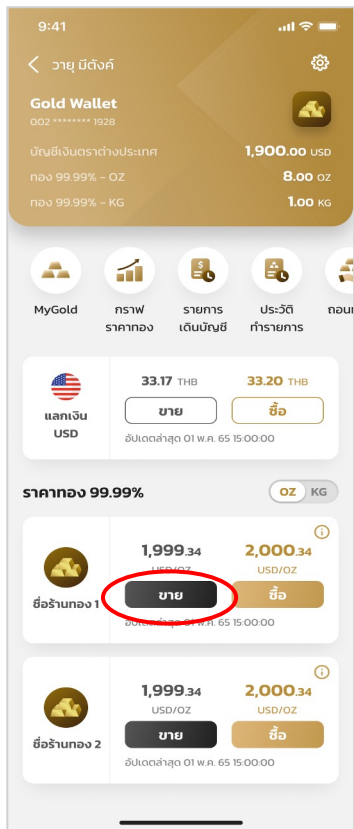 9:41
วายุ มีตังค์
Gold Wallet
002 ******** 1928
บัญชีเงินตราต่างประเทศ 1,900.00 USD
ทอง 99.99% - OZ 8.00 OZ
ทอง 99.99% - KG 1.00 KG
MyGold กราฟ รายการ ประวัติ ถอนท
ราคาทอง เดินบัญชี ทำรายการ
33.17 THB 33.20 THB
แลกเงิน ขาย ซื้อ
USD อัปเดตล่าสุด 01 พ.ค. 65 15:00:00
ราคาทอง 99.99% OZ KG
1,999.34 2,000.34
USD/OZ USD/OZ
ชื่อร้านทอง 1 ขาย ซื้อ
อัปเดตล่าสุด 01 พ.ค. 65 15:00:00
1,999.34 2,000.34
USD/OZ USD/OZ
ชื่อร้านทอง 2 ขาย ซื้อ
อัปเดตล่าสุด 01 พ.ค. 65 15:00:00